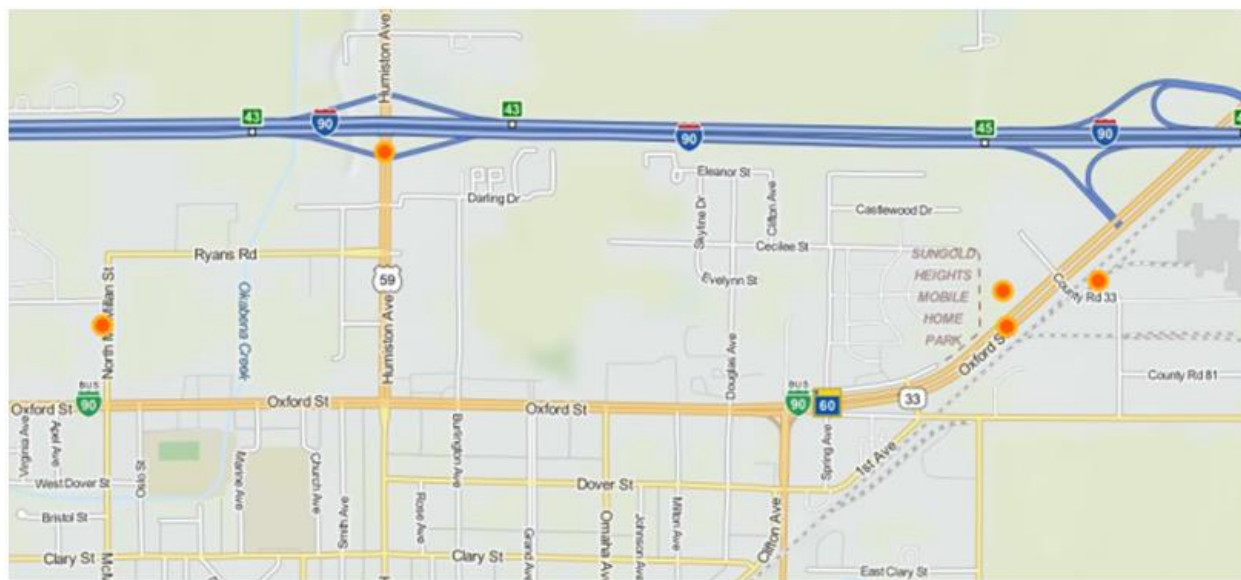 Humiston Ave
43
90
43
90
45
90
Eleanor St
Darling Dr
Skyline Dr
Clifton Ave
Castlewood Dr
Cecilee St
Ryans Rd
SUNGOLD
HEIGHTS
MOBILE
HOME
PARK
Evelynn St
59
County Rd 33
Okabena Creek
Humiston Ave
Douglas Ave
Oxford S
County Rd 81
BUS
90
BUS
90
60
33
Oxford St
Oxford St
Oxford St
Virginia Ave
Apel Ave
Burlington Ave
Spring Ave
1st Ave
West Dover St
Oslo St
Marine Ave
Church Ave
Smith Ave
Rose Ave
Dover St
Bristol St
Grand Ave
Omaha Ave
Johnson Ave
Milton Ave
Clifton Ave
Clary St
Clary St
East Clary St